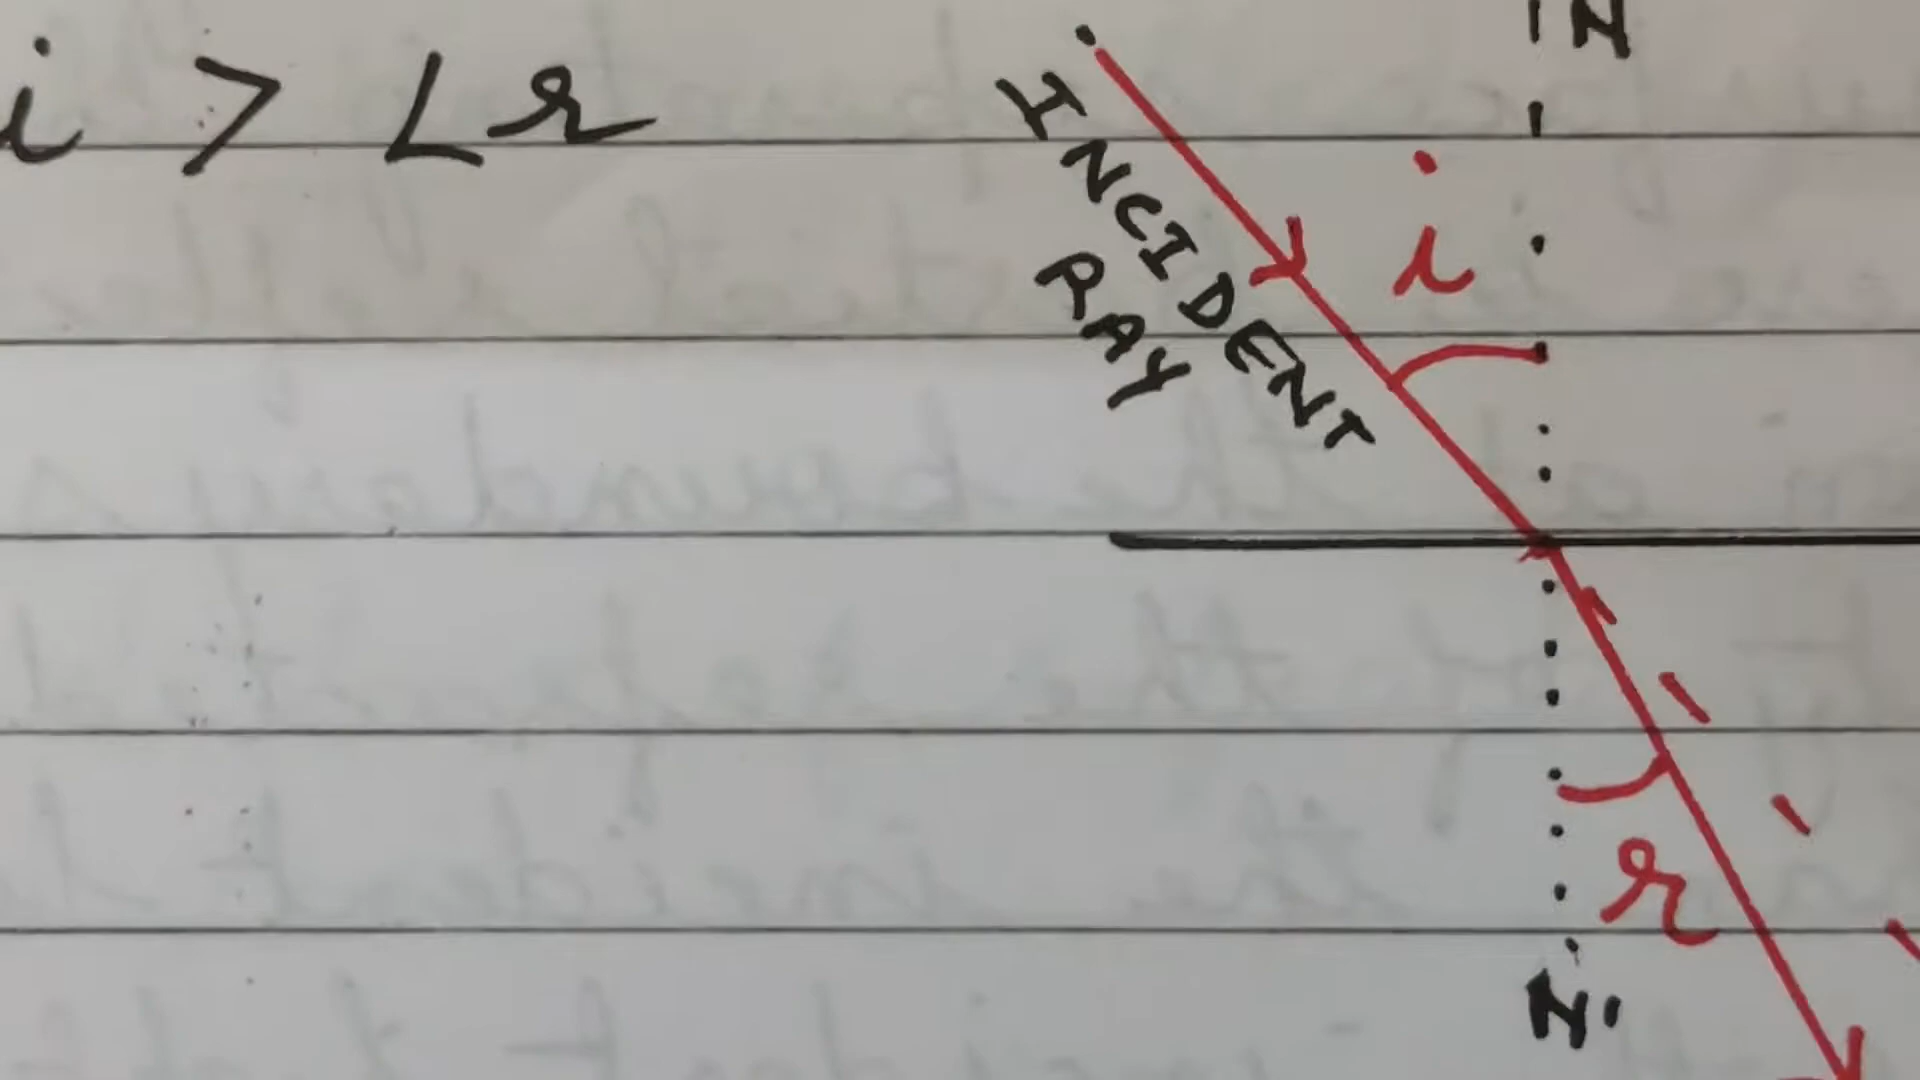 i > ∠r
N
INCIDENT
RAY
i
r
N'